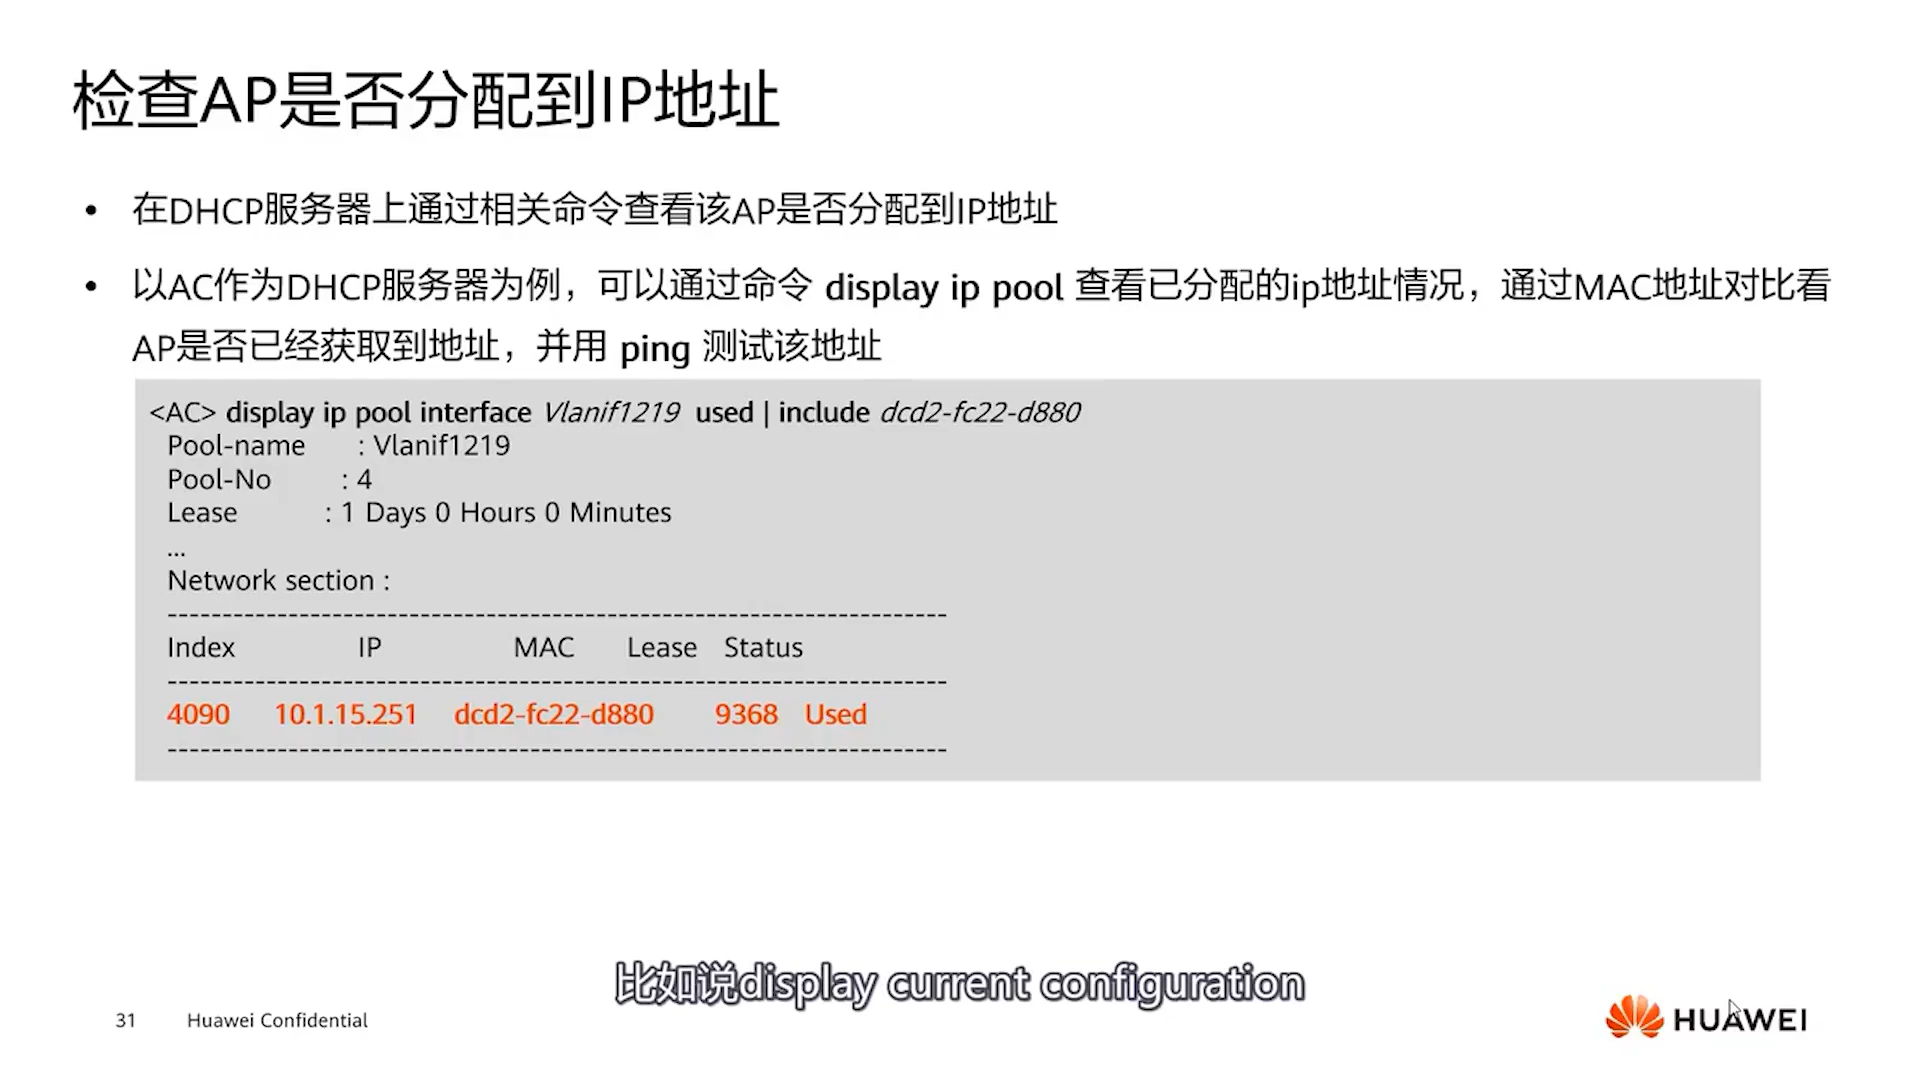 检查AP是否分配到IP地址
• 在DHCP服务器上通过相关命令查看该AP是否分配到IP地址
• 以AC作为DHCP服务器为例，可以通过命令 display ip pool 查看已分配的ip地址情况，通过MAC地址对比看
AP是否已经获取到地址，并用 ping 测试该地址
<AC> display ip pool interface Vlanif1219 used | include dcd2-fc22-d880
Pool-name : Vlanif1219
Pool-No : 4
Lease : 1 Days 0 Hours 0 Minutes
...
Network section :
-------------------------------------------------------------------------------------
Index IP MAC Lease Status
-------------------------------------------------------------------------------------
4090 10.1.15.251 dcd2-fc22-d880 9368 Used
-------------------------------------------------------------------------------------
比如说display current configuration
31 Huawei Confidential
HUAWEI